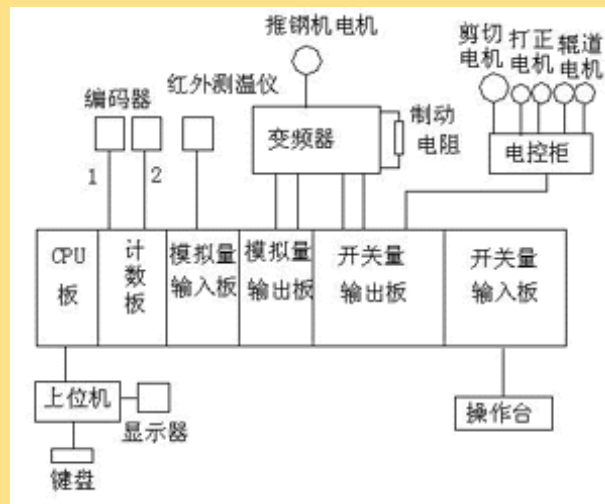 推钢机电机
剪切
电机
打正
电机
辊道
电机
编码器
红外测温仪
变频器
制动
电阻
电控柜
1
2
CPU
板
计
数
板
模拟量
输入板
模拟量
输出板
开关量
输出板
开关量
输入板
上位机
显示器
键盘
操作台